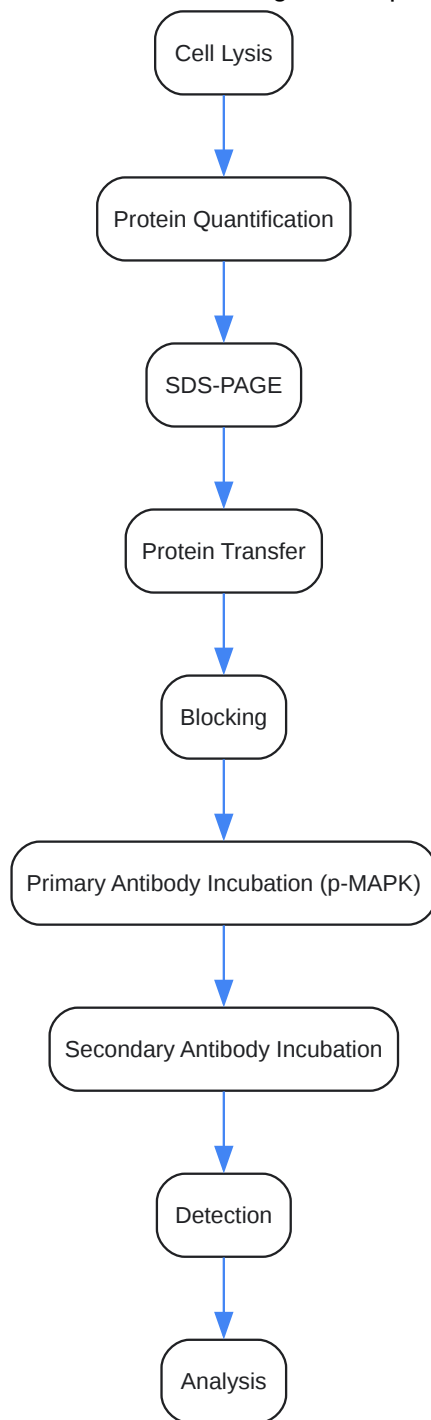 Cell Lysis
Protein Quantification
SDS-PAGE
Protein Transfer
Blocking
Primary Antibody Incubation (p-MAPK)
Secondary Antibody Incubation
Detection
Analysis